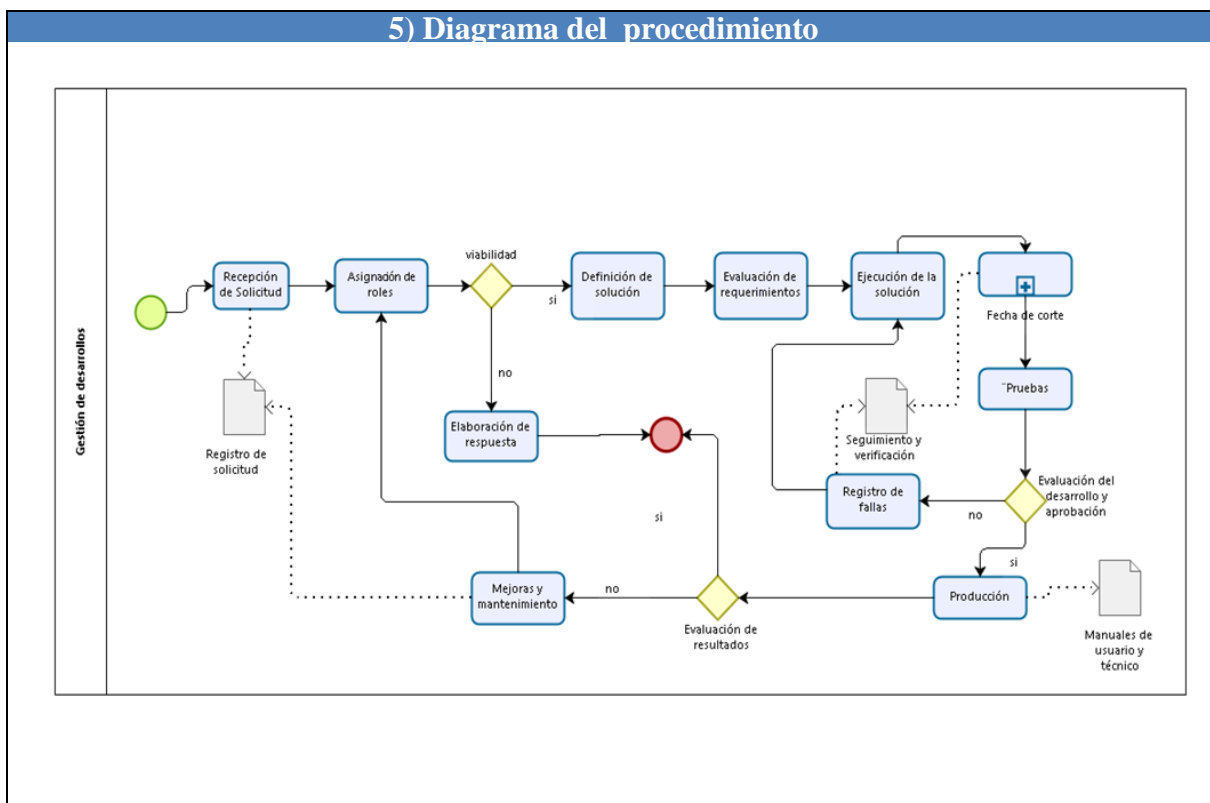 5) Diagrama del procedimiento
Gestión de desarrollos
Recepción
de Solicitud
Asignación de
roles
viabilidad
si
no
Definición de
solución
Evaluación de
requerimientos
Ejecución de la
solución
Fecha de corte
¨Pruebas
Registro de
solicitud
Elaboración de
respuesta
Seguimiento y
verificación
Registro de
fallas
no
Evaluación del
desarrollo y
aprobación
si
si
Mejoras y
mantenimiento
no
Evaluación de
resultados
Producción
Manuales de
usuario y
técnico